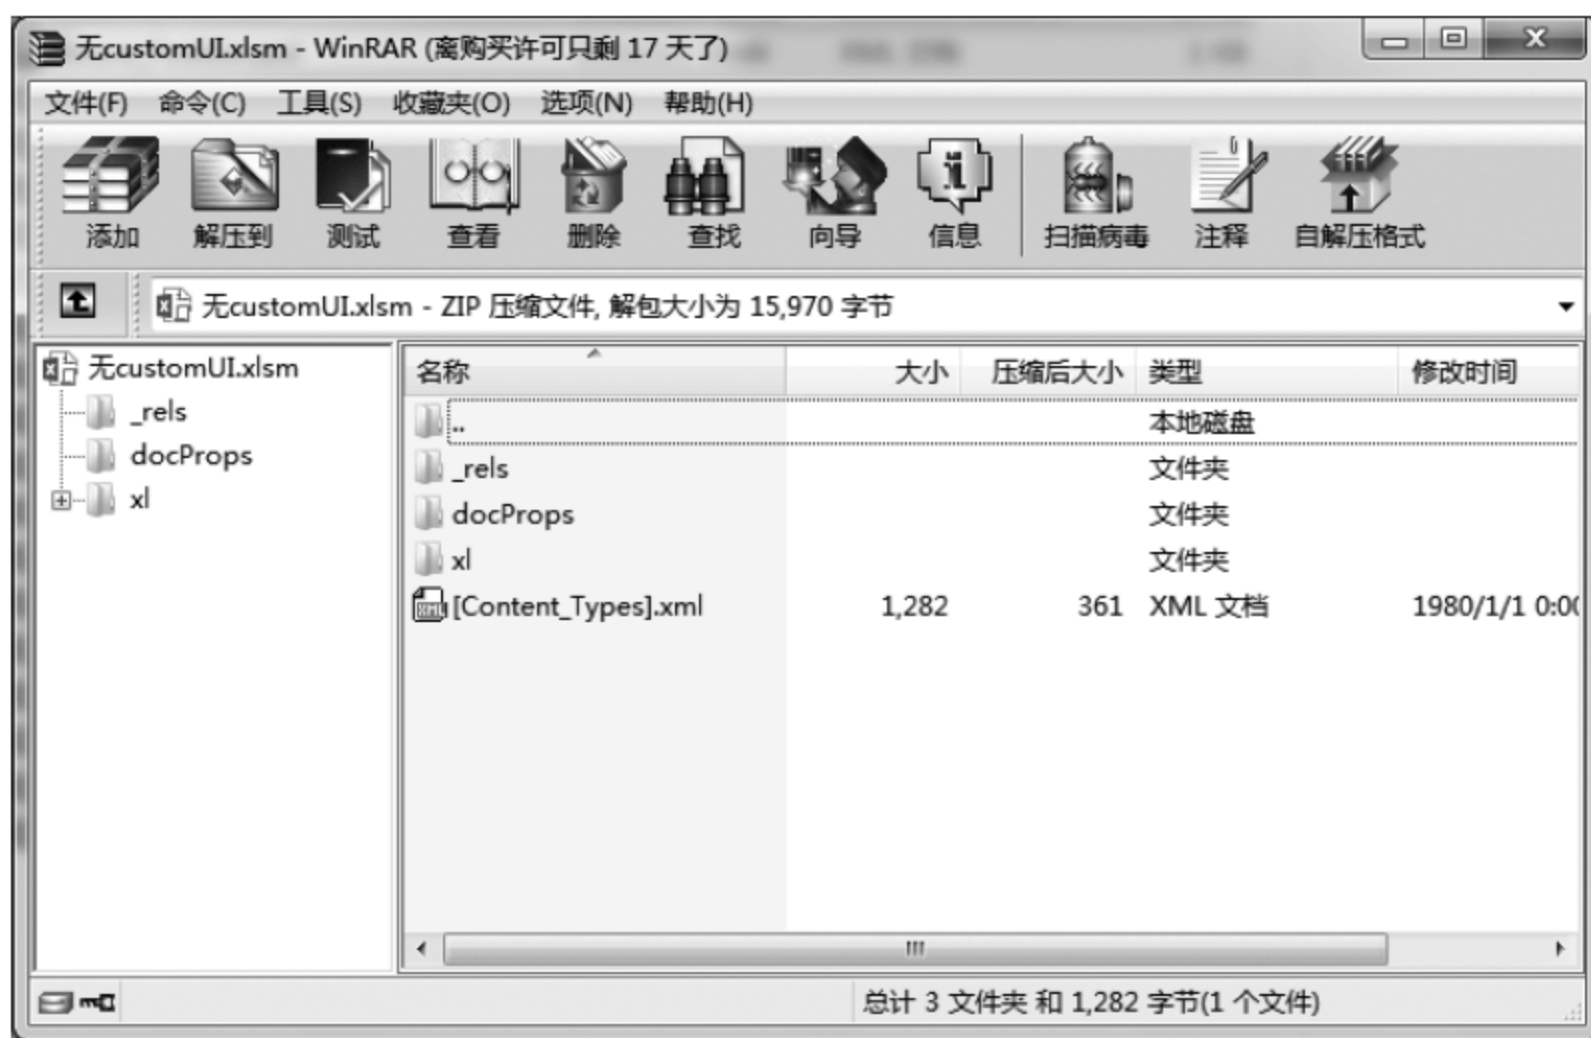 无customUI.xlsm - WinRAR (离购买许可只剩 17 天了)
文件(F) 命令(C) 工具(S) 收藏夹(O) 选项(N) 帮助(H)
添加 解压到 测试 查看 删除 查找 向导 信息 扫描病毒 注释 自解压格式
无customUI.xlsm - ZIP 压缩文件, 解包大小为 15,970 字节
无customUI.xlsm
_rels
docProps
xl
名称 大小 压缩后大小 类型 修改时间
.. 本地磁盘
_rels 文件夹
docProps 文件夹
xl 文件夹
[Content_Types].xml 1,282 361 XML 文档 1980/1/1 0:0
总计 3 文件夹 和 1,282 字节(1 个文件)